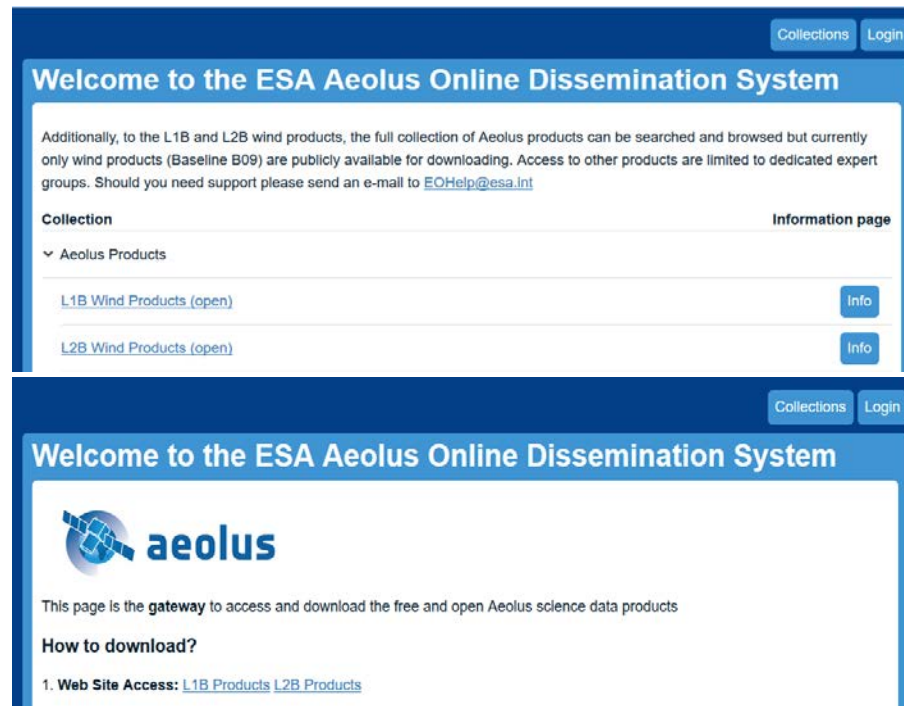 Collections Login
Welcome to the ESA Aeolus Online Dissemination System
Additionally, to the L1B and L2B wind products, the full collection of Aeolus products can be searched and browsed but currently
only wind products (Baseline B09) are publicly available for downloading. Access to other products are limited to dedicated expert
groups. Should you need support please send an e-mail to EOHelp@esa.int
Collection Information page
Aeolus Products
L1B Wind Products (open) Info
L2B Wind Products (open) Info
Collections Login
Welcome to the ESA Aeolus Online Dissemination System
aeolus
This page is the gateway to access and download the free and open Aeolus science data products
How to download?
1. Web Site Access: L1B Products L2B Products